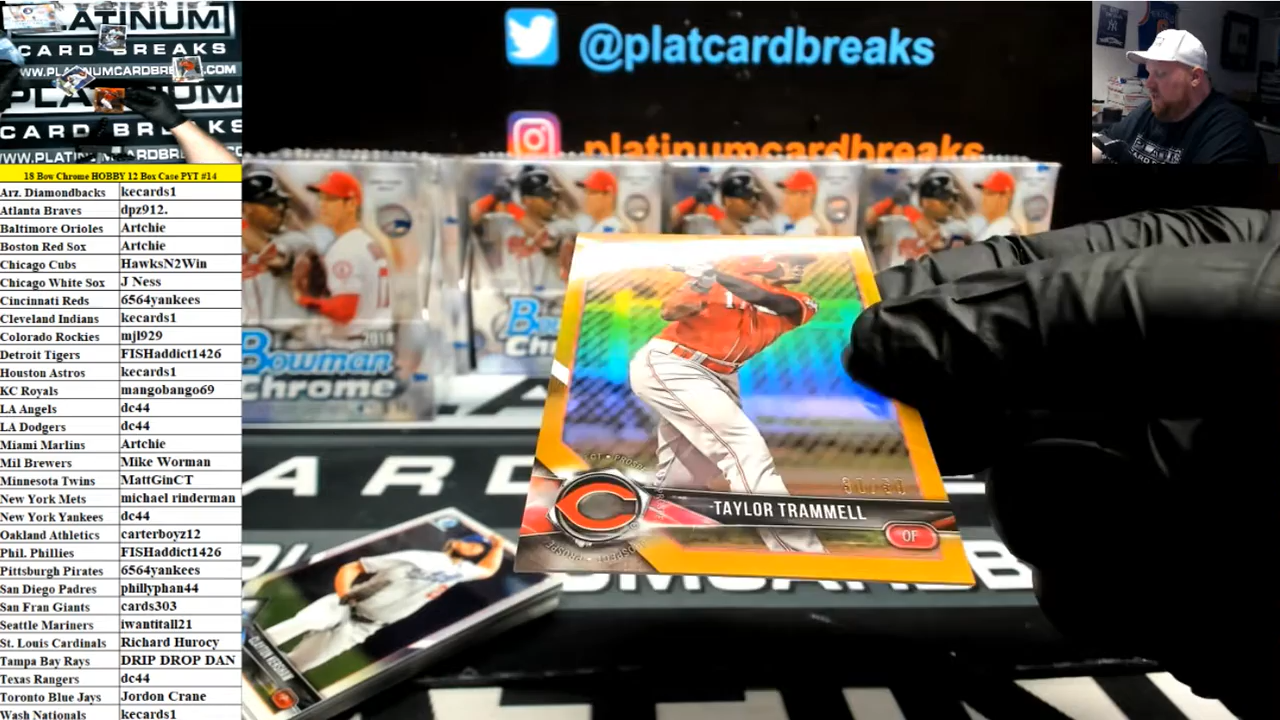 PLATINUM
CARD BREAKS
WWW.PLATINUMCARDBREAKS.COM
CARD BREAKS
18 Bow Chrome HOBBY 12 Box Case PYT #14
Arz. Diamondbacks kecards1
Atlanta Braves dpz912.
Baltimore Orioles Artchie
Boston Red Sox Artchie
Chicago Cubs HawksN2Win
Chicago White Sox J Ness
Cincinnati Reds 6564yankees
Cleveland Indians kecards1
Colorado Rockies mjl929
Detroit Tigers FISHaddict1426
Houston Astros kecards1
KC Royals mangobango69
LA Angels dc44
LA Dodgers dc44
Miami Marlins Artchie
Mil Brewers Mike Worman
Minnesota Twins MattGinCT
New York Mets michael rinderman
New York Yankees dc44
Oakland Athletics carterboyz12
Phil. Phillies FISHaddict1426
Pittsburgh Pirates 6564yankees
San Diego Padres phillyphan44
San Fran Giants cards303
Seattle Mariners iwantitall21
St. Louis Cardinals Richard Hurocy
Tampa Bay Rays DRIP DROP DAN
Texas Rangers dc44
Toronto Blue Jays Jordon Crane
Wash Nationals kecards1
@platcardbreaks
platinumcardbreaks
2018
Bowman
Chrome
TAYLOR TRAMMELL
OF